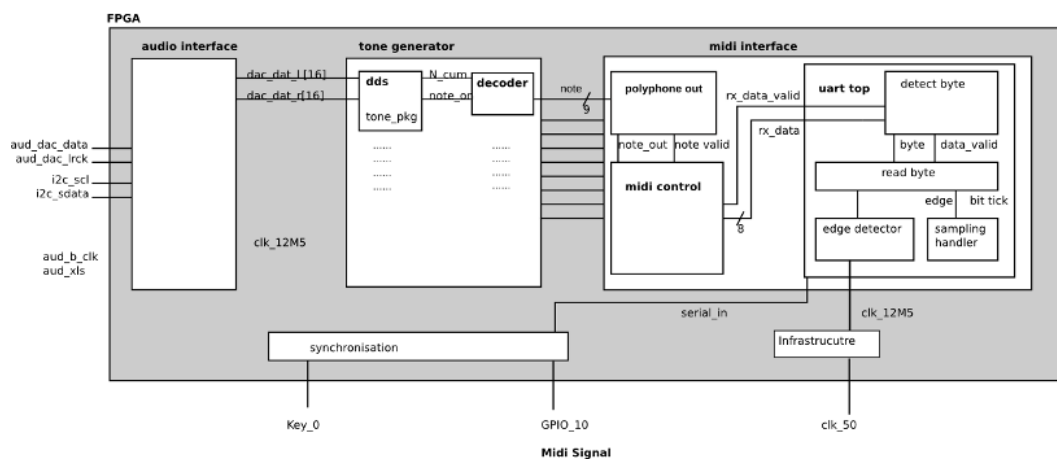 FPGA
audio interface
tone generator
midi interface
dac_dat_l[16]
dds
N_cum
decoder
dac_dat_r[16]
note_on
tone_pkg
note
9
polyphone out
rx_data_valid
uart top
detect byte
rx_data
note_out
note valid
byte
data_valid
aud_dac_data
aud_dac_lrck
i2c_scl
i2c_sdata
......
......
......
......
......
......
......
......
midi control
8
read byte
edge
bit tick
edge detector
sampling
handler
aud_b_clk
aud_xls
clk_12M5
serial_in
clk_12M5
synchronisation
Infrastrucutre
Key_0
GPIO_10
clk_50
Midi Signal